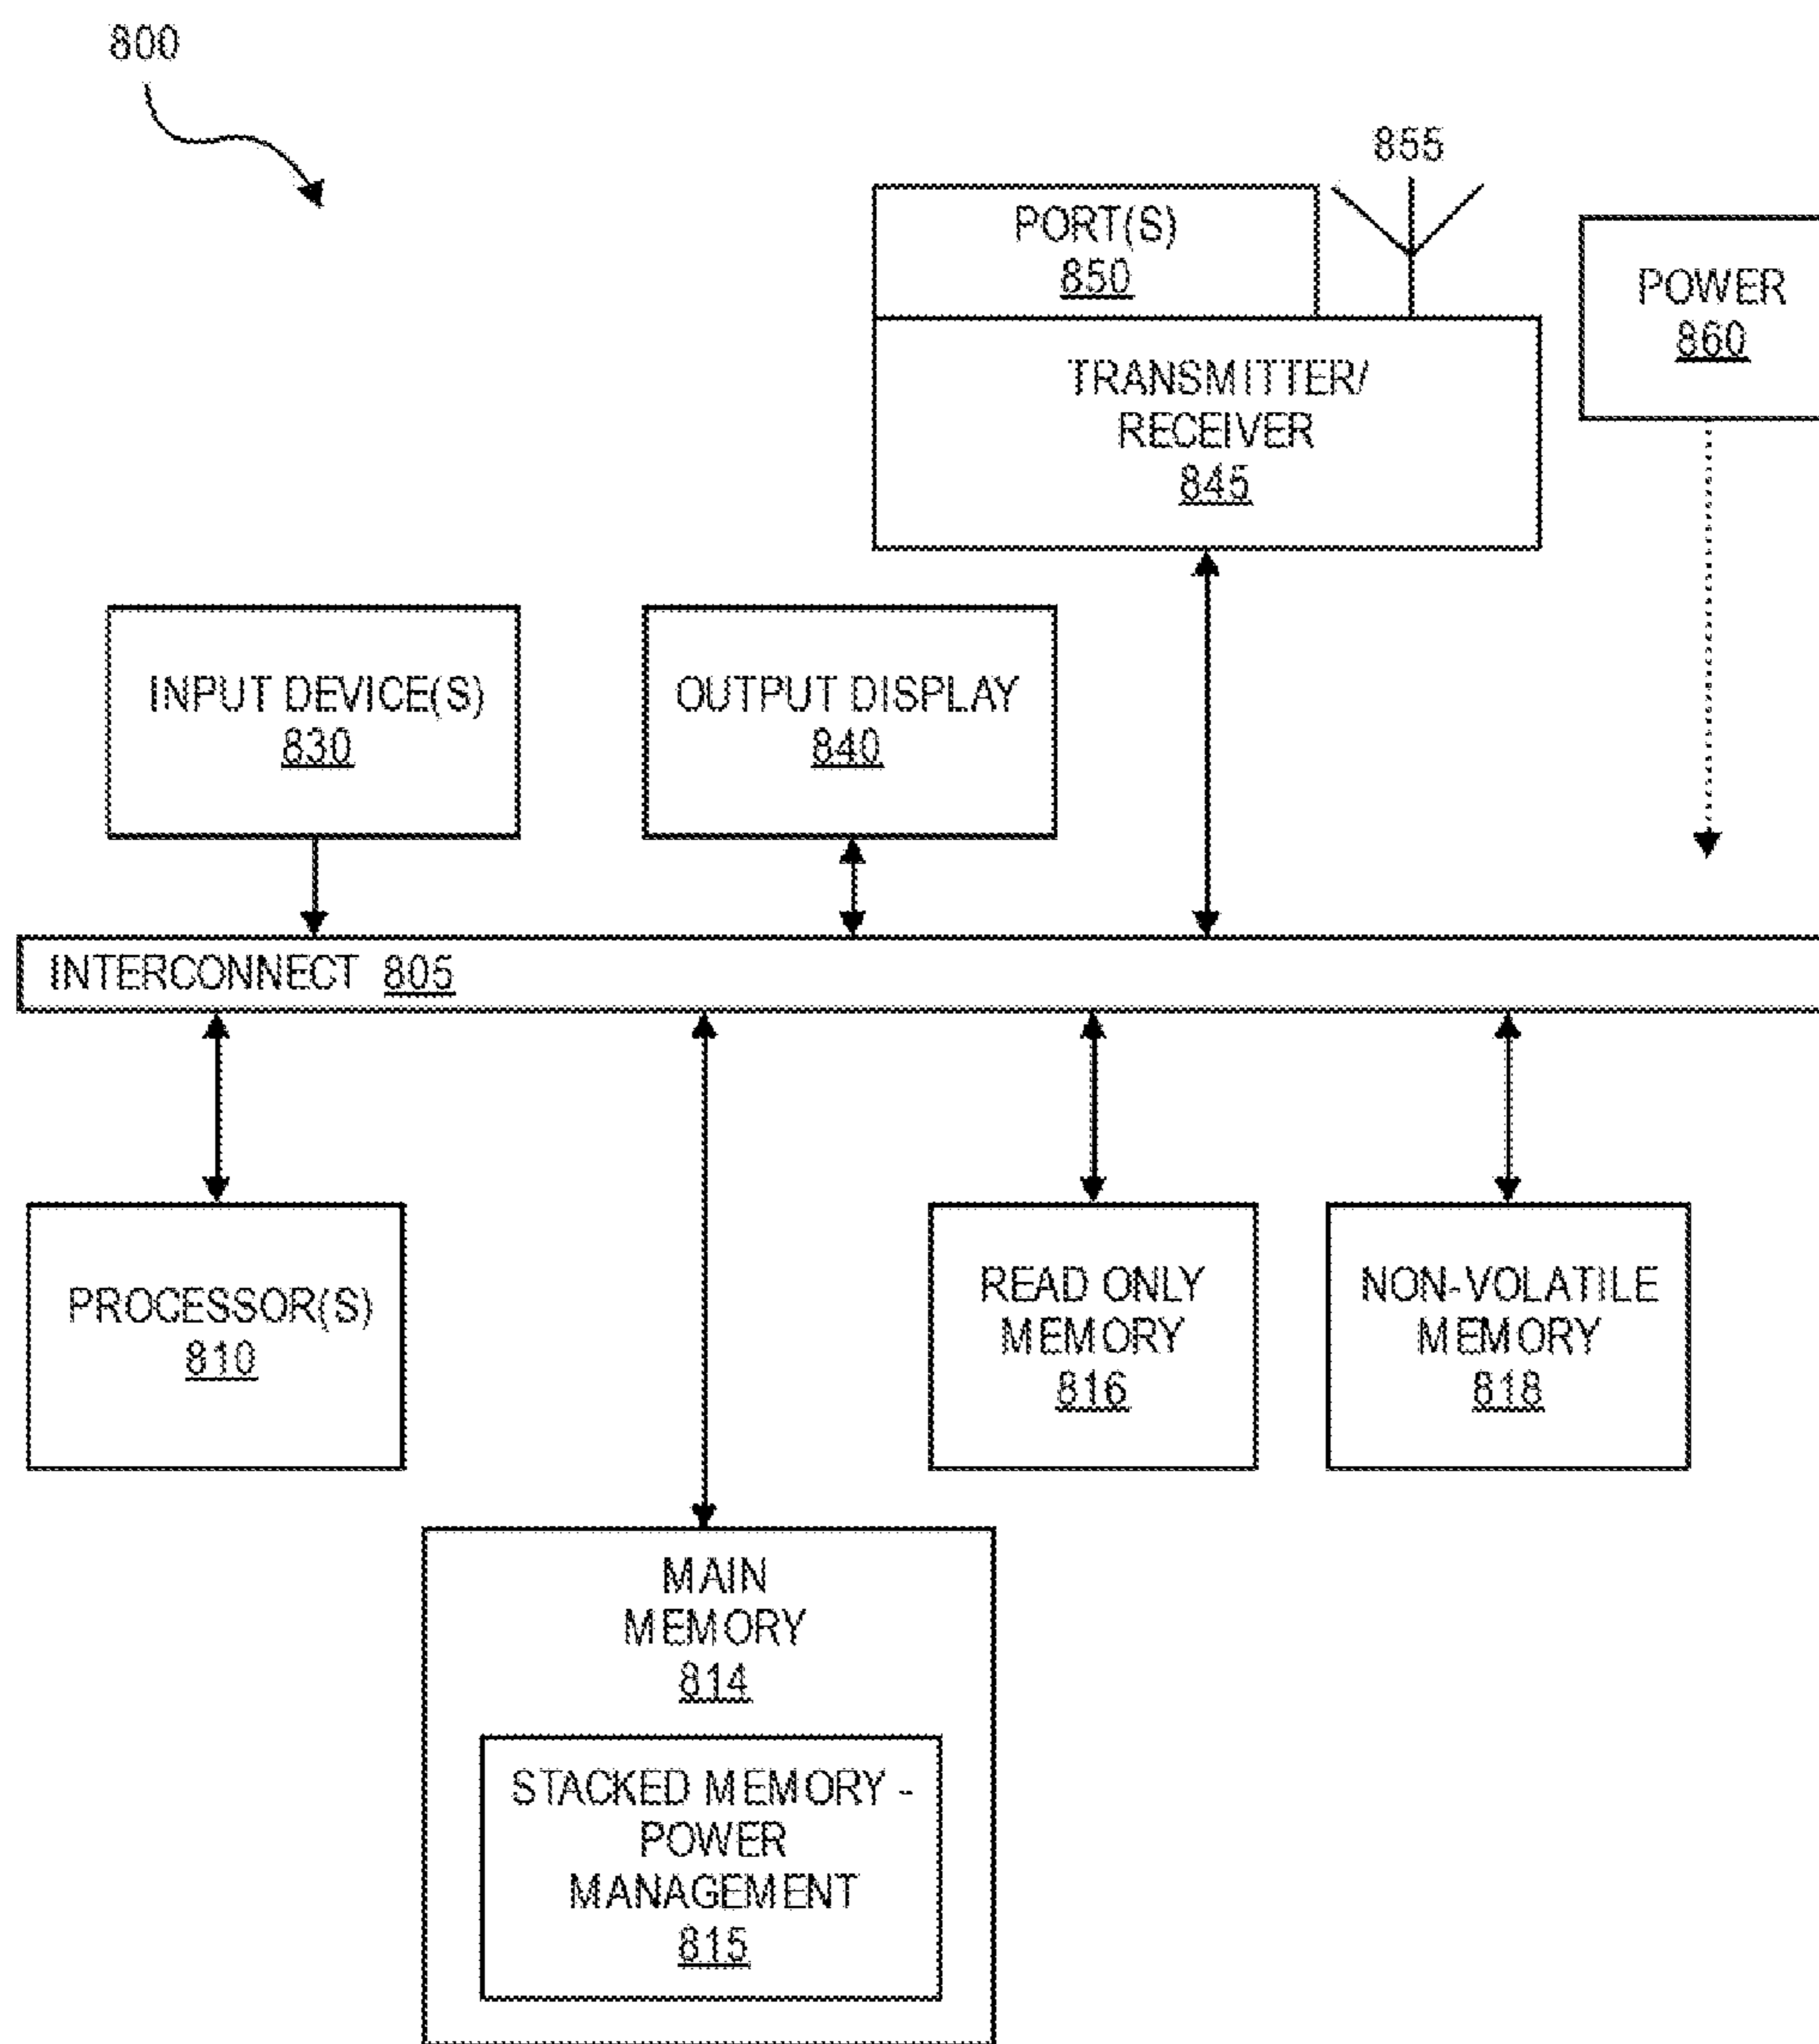 800
855
PORT(S)
850
POWER
860
TRANSMITTER/
RECEIVER
845
INPUT DEVICE(S)
830
OUTPUT DISPLAY
840
INTERCONNECT 805
PROCESSOR(S)
810
READ ONLY
MEMORY
816
NON-VOLATILE
MEMORY
818
MAIN
MEMORY
814
STACKED MEMORY -
POWER
MANAGEMENT
815